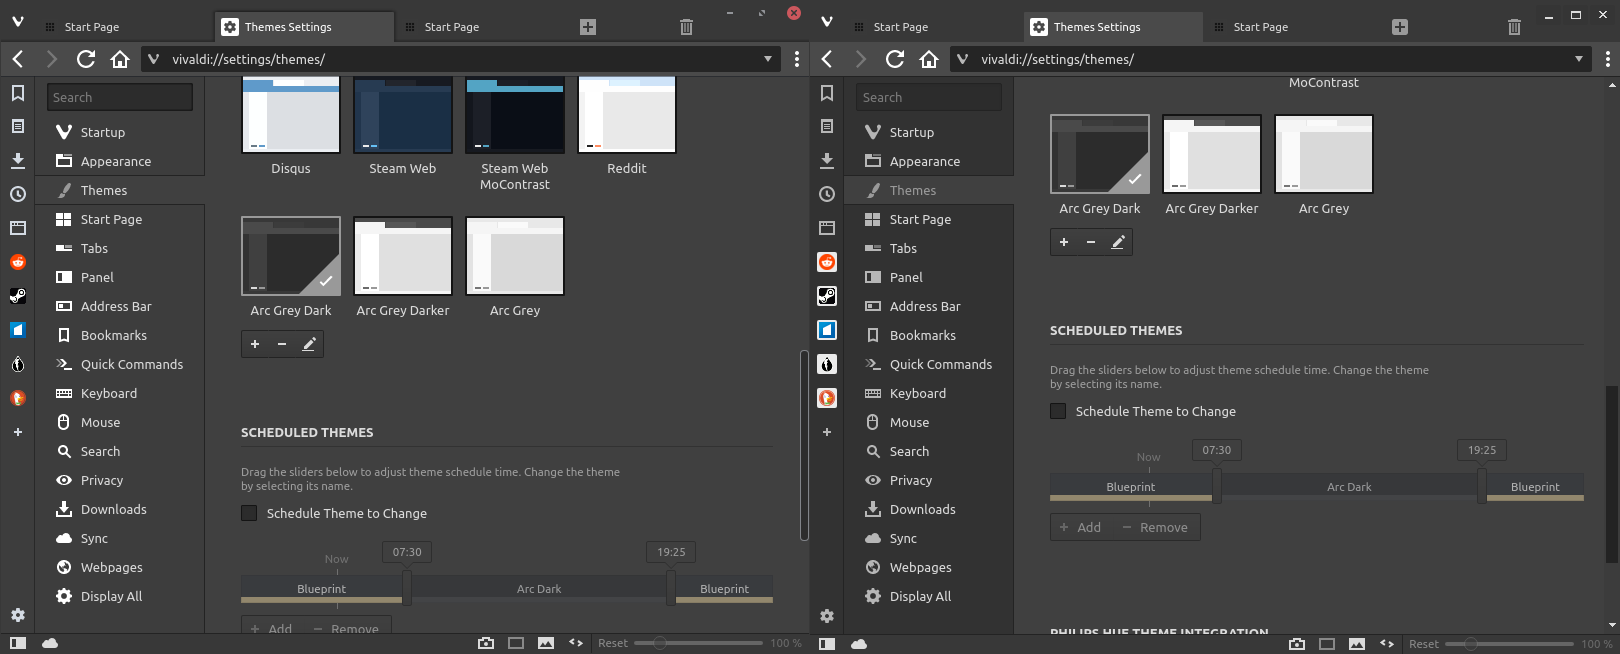 Start Page
Themes Settings
Start Page
vivaldi://settings/themes/
Search
Startup
Appearance
Themes
Start Page
Tabs
Panel
Address Bar
Bookmarks
Quick Commands
Keyboard
Mouse
Search
Privacy
Downloads
Sync
Webpages
Display All
Disqus
Steam Web
Steam Web
MoContrast
Reddit
Arc Grey Dark
Arc Grey Darker
Arc Grey
SCHEDULED THEMES
Drag the sliders below to adjust theme schedule time. Change the theme
by selecting its name.
Schedule Theme to Change
Now
07:30
19:25
Blueprint
Arc Dark
Blueprint
Add
Remove
Reset
100 %
Start Page
Themes Settings
Start Page
vivaldi://settings/themes/
Search
Startup
Appearance
Themes
Start Page
Tabs
Panel
Address Bar
Bookmarks
Quick Commands
Keyboard
Mouse
Search
Privacy
Downloads
Sync
Webpages
Display All
MoContrast
Arc Grey Dark
Arc Grey Darker
Arc Grey
SCHEDULED THEMES
Drag the sliders below to adjust theme schedule time. Change the theme
by selecting its name.
Schedule Theme to Change
Now
07:30
19:25
Blueprint
Arc Dark
Blueprint
Add
Remove
PHILIPS HUE THEME INTEGRATION
Reset
100 %